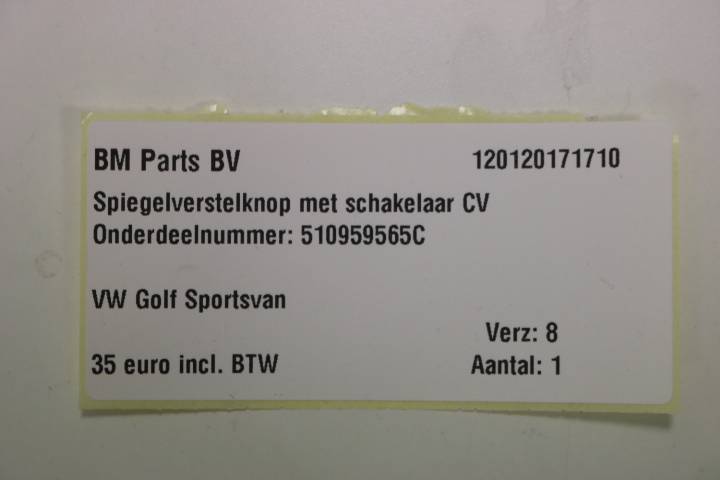 BM Parts BV 120120171710
Spiegelverstelknop met schakelaar CV
Onderdeelnummer: 510959565C
VW Golf Sportsvan
Verz: 8
35 euro incl. BTW Aantal: 1